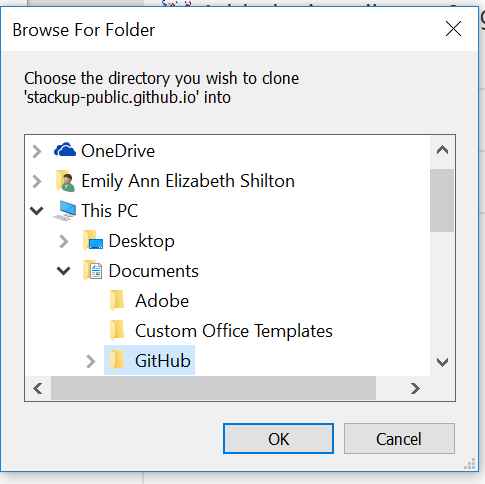 Browse For Folder
Choose the directory you wish to clone
'stackup-public.github.io' into
OneDrive
Emily Ann Elizabeth Shilton
This PC
Desktop
Documents
Adobe
Custom Office Templates
GitHub
OK
Cancel